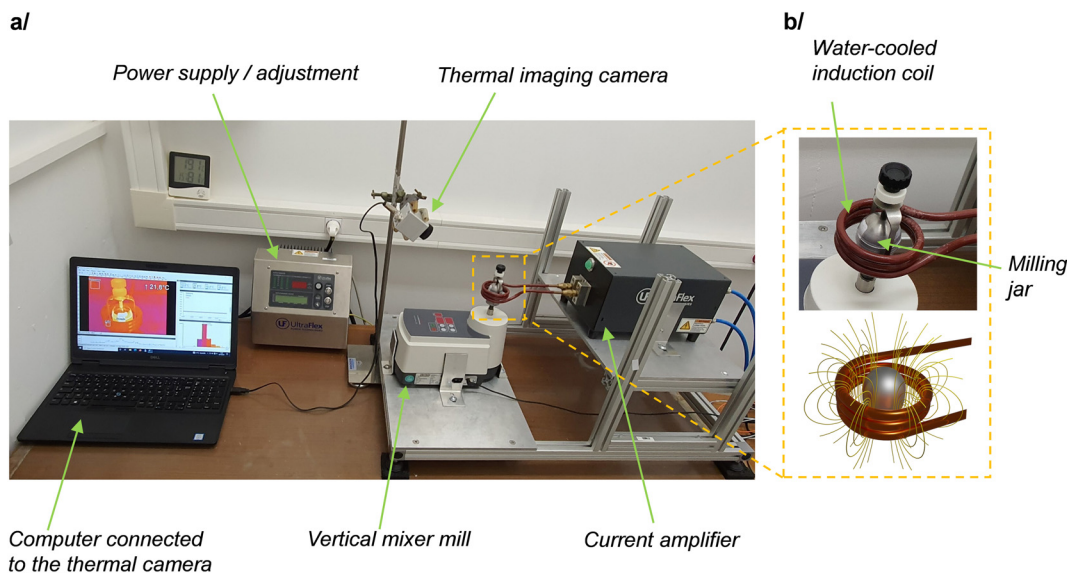 a/
b/
Power supply / adjustment
Thermal imaging camera
Water-cooled
induction coil
Milling
jar
UltraFlex
UltraFlex
DELL
Computer connected
to the thermal camera
Vertical mixer mill
Current amplifier